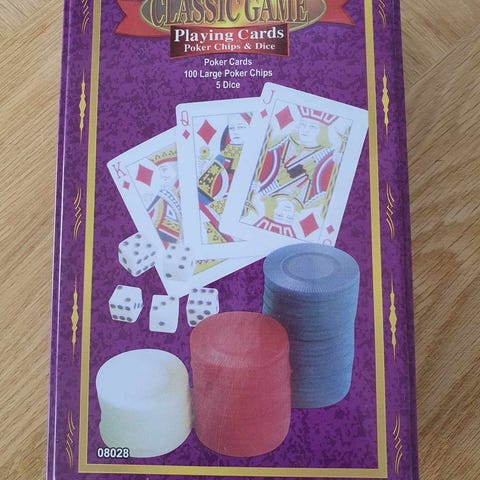 CLASSIC GAME
Playing Cards
Poker Chips & Dice
Poker Cards
100 Large Poker Chips
5 Dice
K
Q
J
08028